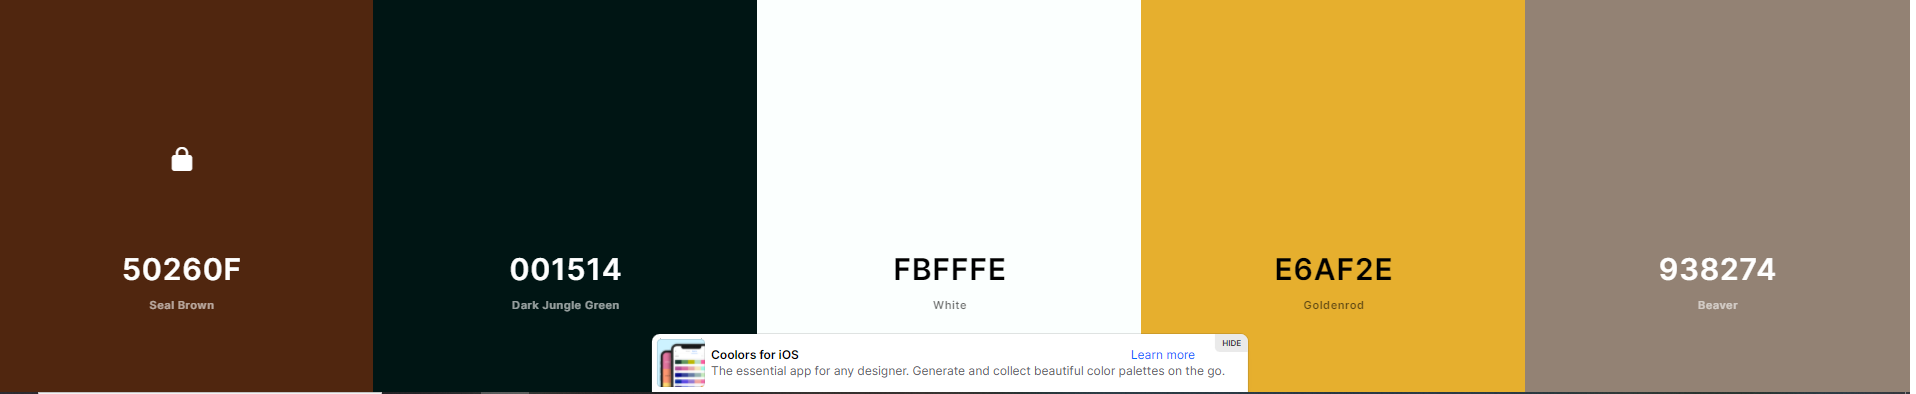 50260F
Seal Brown
001514
Dark Jungle Green
FBFFFE
White
E6AF2E
Goldenrod
938274
Beaver
Coolors for iOS
Learn more
HIDE
The essential app for any designer. Generate and collect beautiful color palettes on the go.